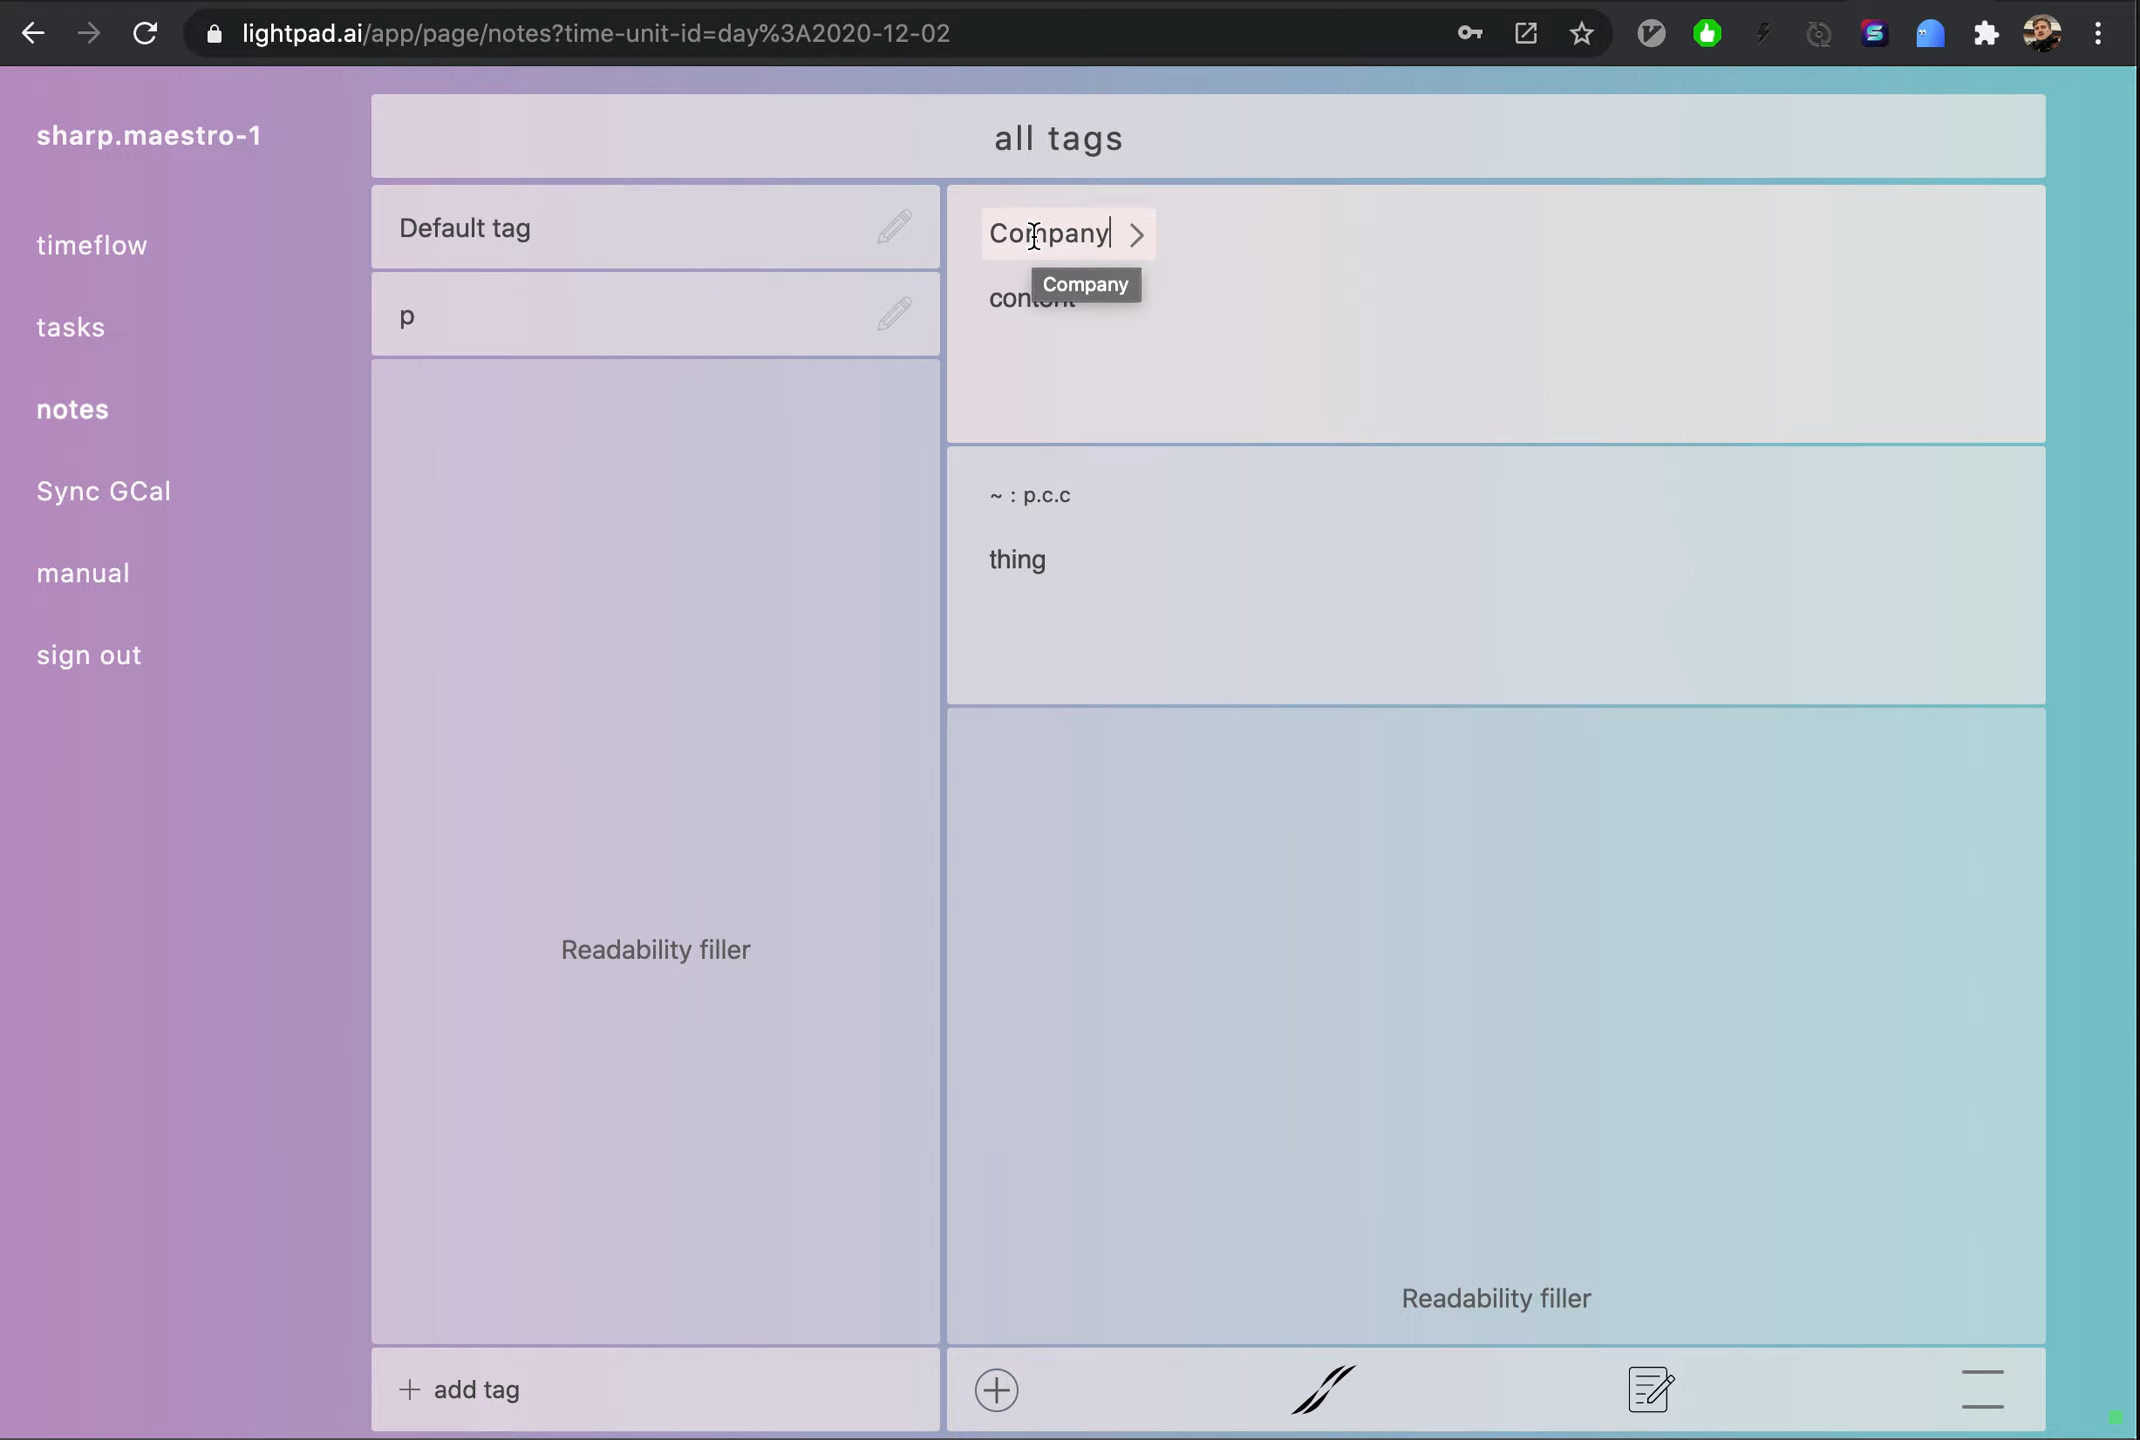 lightpad.ai/app/page/notes?time-unit-id=day%3A2020-12-02
sharp.maestro-1
timeflow
tasks
notes
Sync GCal
manual
sign out
all tags
Default tag
p
Readability filler
+ add tag
Company
Company
content
~ : p.c.c
thing
Readability filler